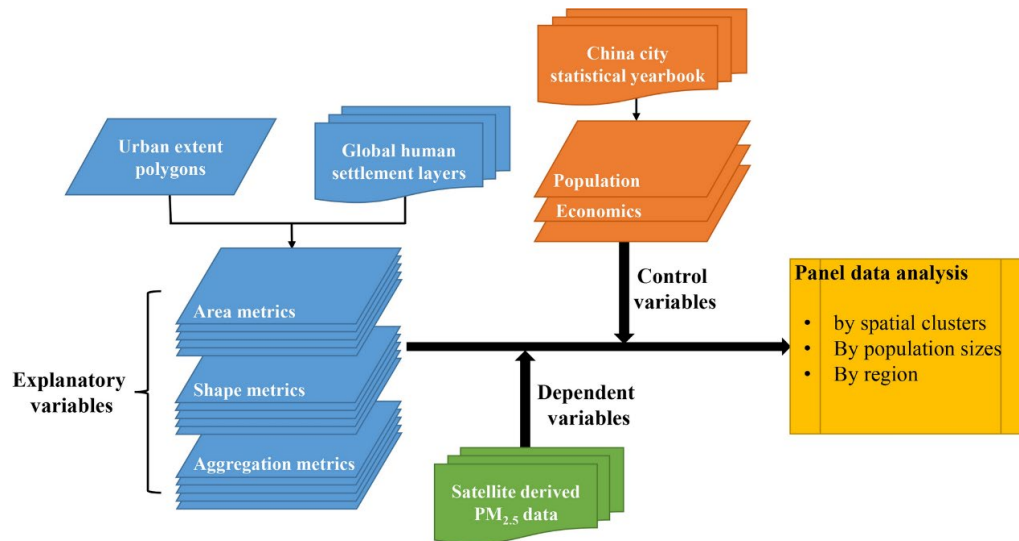 China city
statistical yearbook
Urban extent
polygons
Global human
settlement layers
Population
Economics
Area metrics
Shape metrics
Aggregation metrics
Explanatory
variables
Control
variables
Dependent
variables
Satellite derived
PM2.5 data
Panel data analysis
• by spatial clusters
• By population sizes
• By region